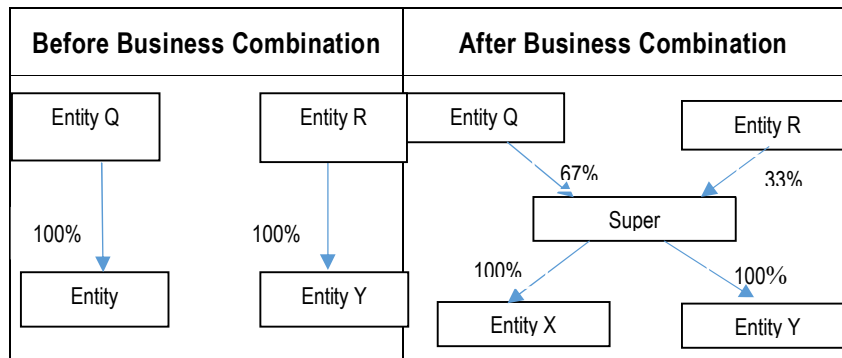 Before Business Combination
After Business Combination
Entity Q
Entity R
Entity Q
Entity R
67%
33%
Super
100%
100%
100%
100%
Entity
Entity Y
Entity X
Entity Y